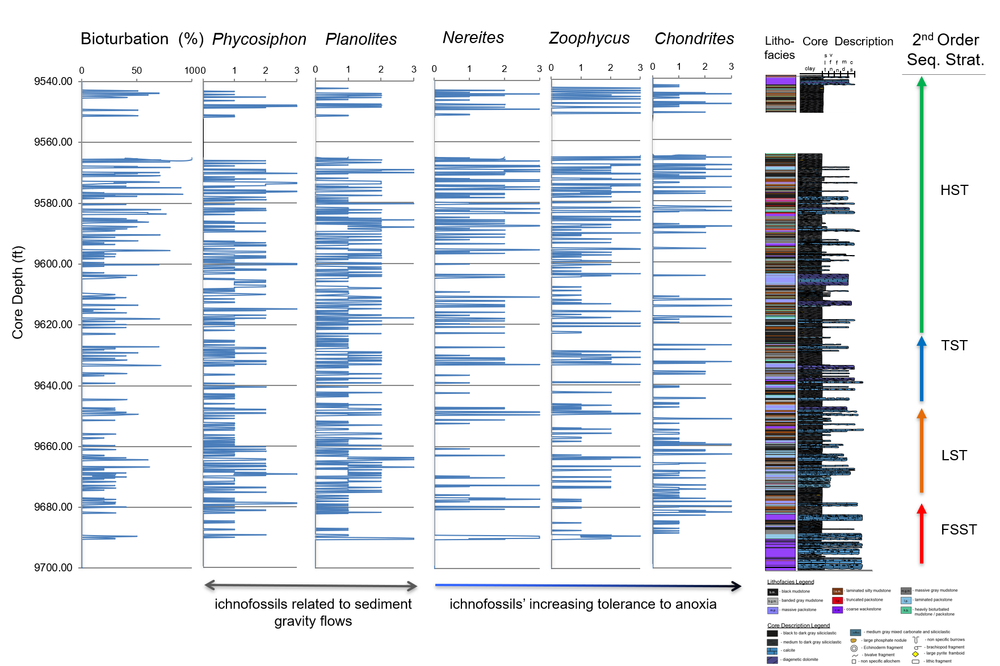 Bioturbation (%) Phycosiphon Planolites Nereites Zoophycus Chondrites
Litho-
facies
Core Description
2nd Order
Seq. Strat.
s v
l f f m c
t n n d s
clay
0 50 100 0 1 2 3 0 1 2 3 0 1 2 3 0 1 2 3 0 1 2 3
9540.00
9560.00
9580.00
9600.00
9620.00
9640.00
9660.00
9680.00
9700.00
Core Depth (ft)
HST
TST
LST
FSST
ichnofossils related to sediment
gravity flows
ichnofossils' increasing tolerance to anoxia
Lithofacies Legend
b.m. - black mudstone
l.s.m. - laminated silty mudstone
m.g.m. - massive gray mudstone
b.g.m. - banded gray mudstone
t.p. - truncated packstone
l.p. - laminated packstone
m.p. - massive packstone
c.w. - coarse wackestone
h.b. - heavily bioturbated
mudstone / packstone
Core Description Legend
- black to dark gray siliciclastic
- medium gray mixed carbonate and siliciclastic
- medium to dark gray siliciclastic
- large phosphate nodule
- non specific burrows
- calcite
- Echinoderm fragment
- brachiopod fragment
- diagenetic dolomite
- bivalve fragment
- large pyrite framboid
- non specific allochem
- lithic fragment